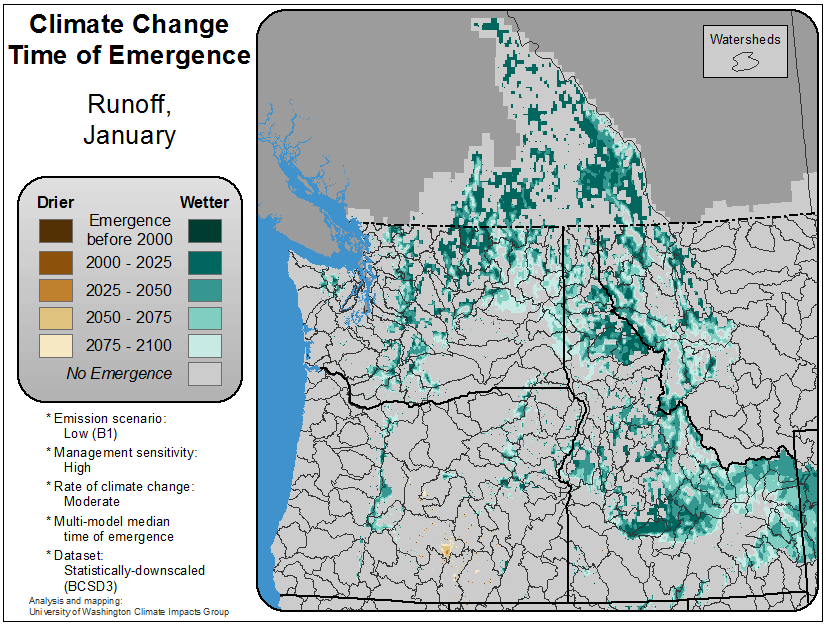 Climate Change
Time of Emergence
Runoff,
January
Drier
Wetter
Emergence
before 2000
2000 - 2025
2025 - 2050
2050 - 2075
2075 - 2100
No Emergence
* Emission scenario:
Low (B1)
* Management sensitivity:
High
* Rate of climate change:
Moderate
* Multi-model median
time of emergence
* Dataset:
Statistically-downscaled
(BCSD3)
Analysis and mapping:
University of Washington Climate Impacts Group
Watersheds